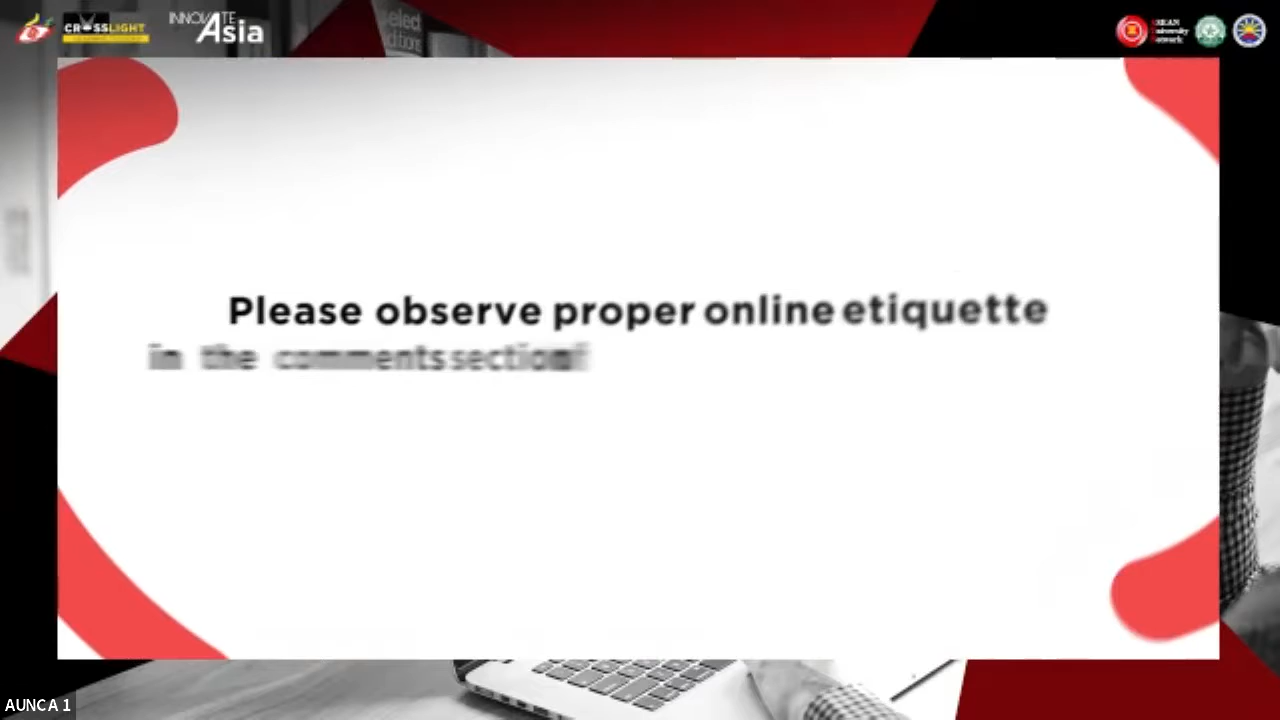 CROSSLIGHT
INNOVATE
Asia
Please observe proper online etiquette
in the comments section
AUNCA 1